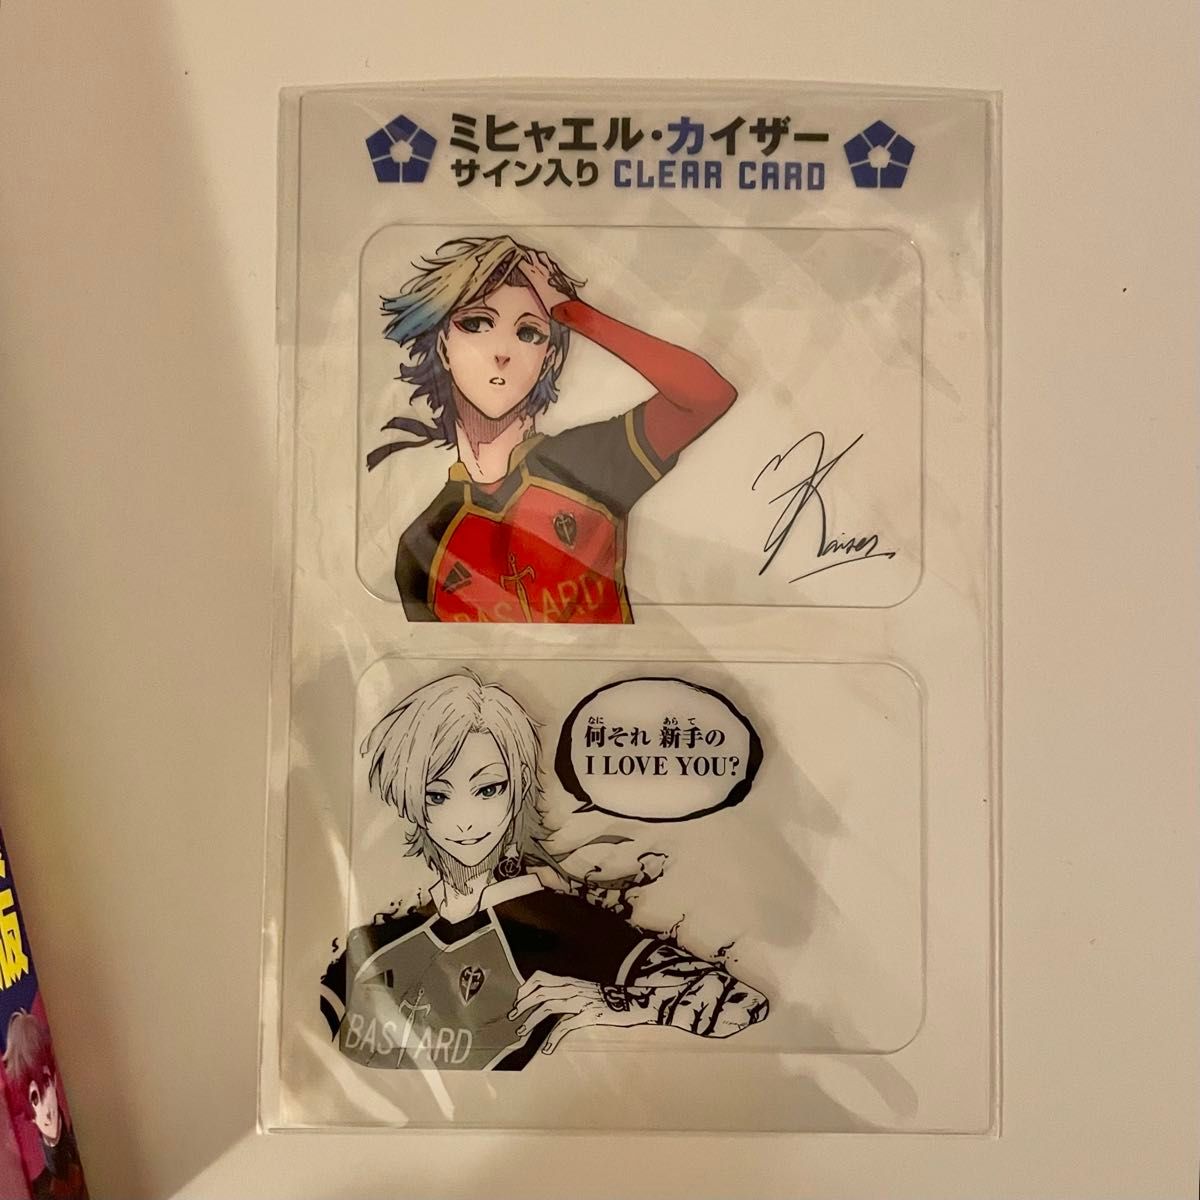 ミヒャエル・カイザー
サイン入り CLEAR CARD
Kaiser
BASTARD
なに あらて
何それ 新手の
I LOVE YOU?
BASTARD
版